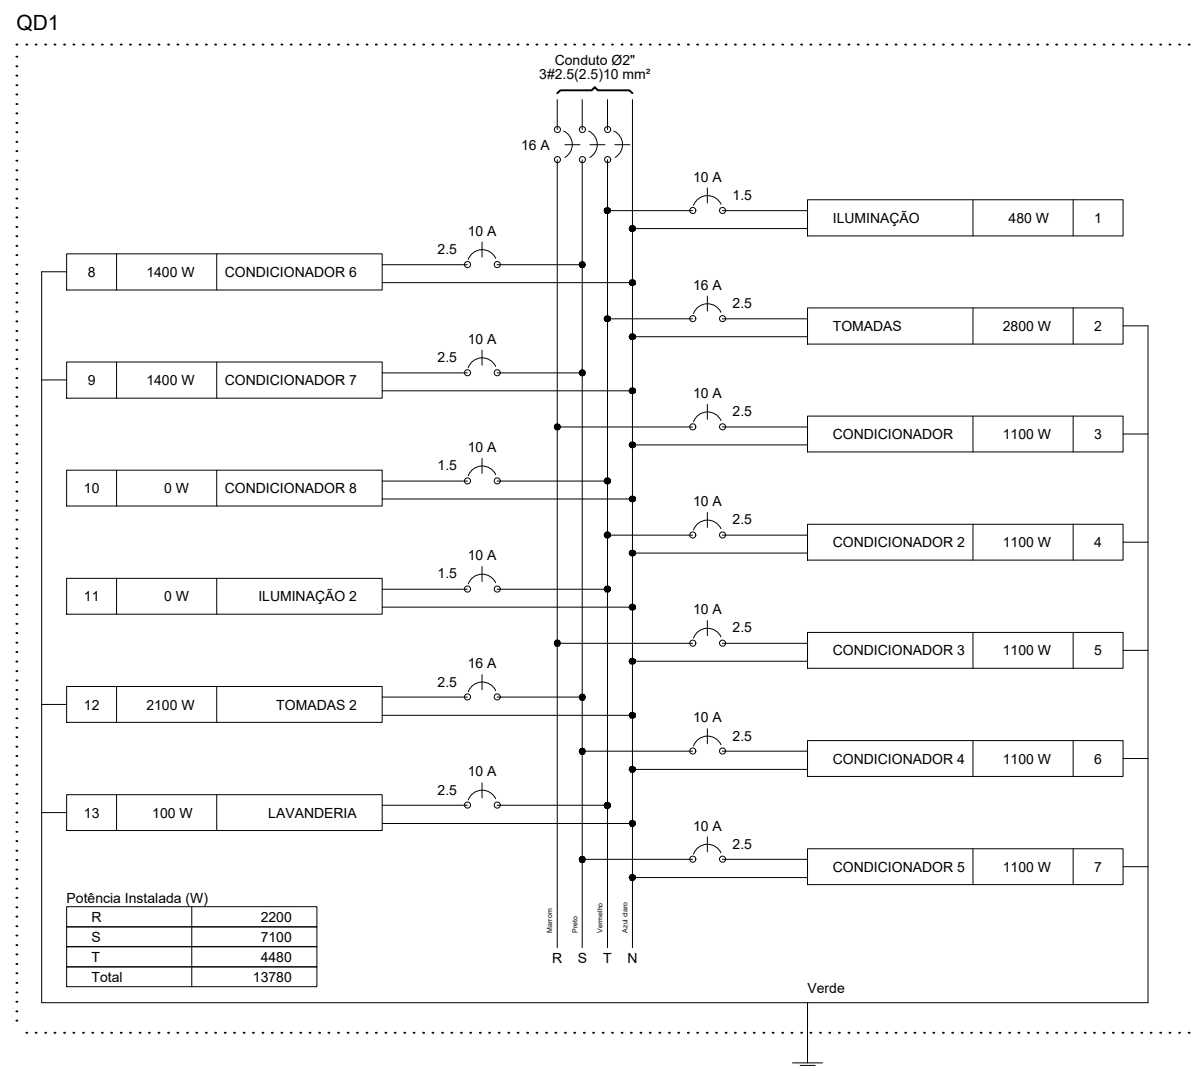 QD1
Conduto Ø2"
3#2.5(2.5)10 mm²
16 A
10 A
1.5
ILUMINAÇÃO 480 W 1
10 A
2.5
8 1400 W CONDICIONADOR 6
16 A
2.5
TOMADAS 2800 W 2
10 A
2.5
9 1400 W CONDICIONADOR 7
10 A
2.5
CONDICIONADOR 1100 W 3
10 A
1.5
10 0 W CONDICIONADOR 8
10 A
2.5
CONDICIONADOR 2 1100 W 4
10 A
1.5
11 0 W ILUMINAÇÃO 2
10 A
2.5
CONDICIONADOR 3 1100 W 5
16 A
2.5
12 2100 W TOMADAS 2
10 A
2.5
CONDICIONADOR 4 1100 W 6
10 A
2.5
13 100 W LAVANDERIA
10 A
2.5
CONDICIONADOR 5 1100 W 7
Potência Instalada (W)
R 2200
S 7100
T 4480
Total 13780
Marrom
Preto
Vermelho
Azul claro
R S T N
Verde